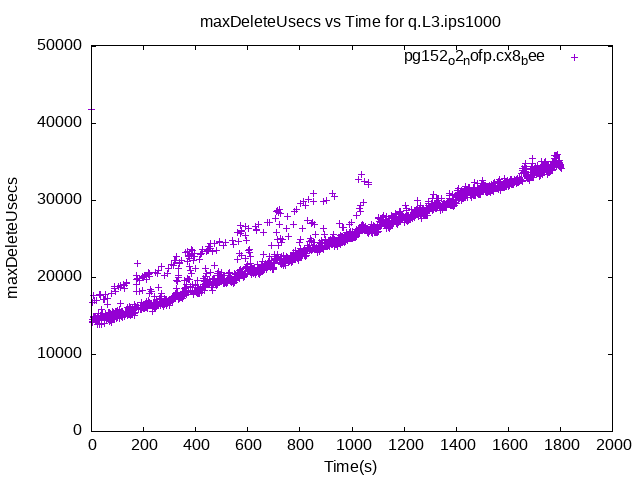 maxDeleteUsecs vs Time for q.L3.ips1000
pg152o2nofp.cx8bee
50000
40000
30000
20000
10000
0
maxDeleteUsecs
0 200 400 600 800 1000 1200 1400 1600 1800 2000
Time(s)